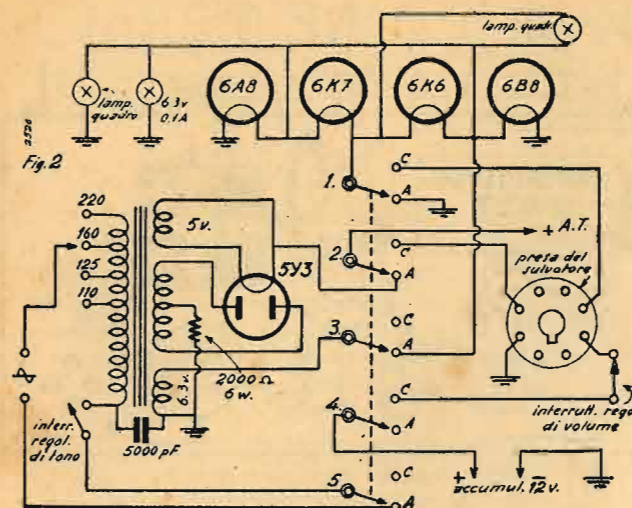 lamp. quadr.
6A8
6K7
6K6
6B8
lamp. quadro
6.3v
0,1A
2526
Fig. 2
220
160
125
110
5v.
5Y3
2000 Ω
6 w.
6.3v.
5000 pF
interr.
regol.
di tono
1.
C
A
2.
C
A
+ A.T.
3.
C
A
4.
C
A
5
C
A
presa del
survoltore
interrutt. rego
di volume
+
accumul. 12v.